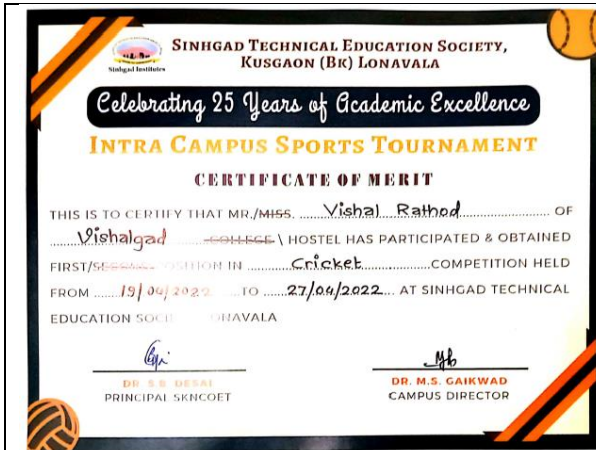 Sinhgad Institutes
SINHGAD TECHNICAL EDUCATION SOCIETY,
KUSGAON (BK) LONAVALA
Celebrating 25 Years of Academic Excellence
INTRA CAMPUS SPORTS TOURNAMENT
CERTIFICATE OF MERIT
THIS IS TO CERTIFY THAT MR./MISS. Vishal Rathod OF
Vishalgad COLLEGE \ HOSTEL HAS PARTICIPATED & OBTAINED
FIRST/ POSITION IN Cricket COMPETITION HELD
FROM 19/04/2022 TO 27/04/2022 AT SINHGAD TECHNICAL
EDUCATION LONAVALA
DR. S.B. DESAI
PRINCIPAL SKNCOET
DR. M.S. GAIKWAD
CAMPUS DIRECTOR